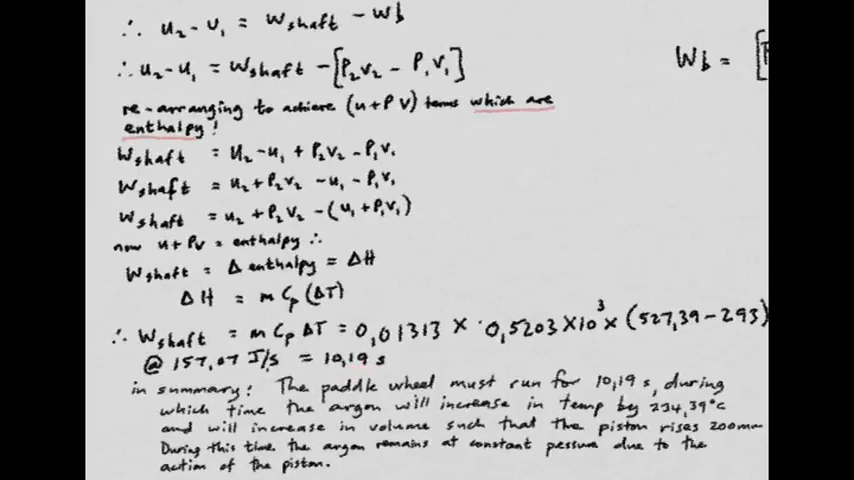 ∴ u₂ - u₁ = Wshaft - Wb
∴ u₂ - u₁ = Wshaft - [P₂V₂ - P₁V₁]
Wb = [P
re-arranging to achieve (u + PV) terms which are
enthalpy!
Wshaft = u₂ - u₁ + P₂V₂ - P₁V₁
Wshaft = u₂ + P₂V₂ - u₁ - P₁V₁
Wshaft = u₂ + P₂V₂ - (u₁ + P₁V₁)
now u + PV = enthalpy ∴
Wshaft = Δ enthalpy = ΔH
ΔH = m Cp (ΔT)
∴ Wshaft = m Cp ΔT = 0,01313 × 0,5203 × 10³ × (527,39 - 293)
@ 157,07 J/s = 10,19 s
in summary! The paddle wheel must run for 10,19 s, during
which time the argon will increase in temp by 234,39°c
and will increase in volume such that the piston rises 200mm
During this time the argon remains at constant pessure due to the
action of the piston.